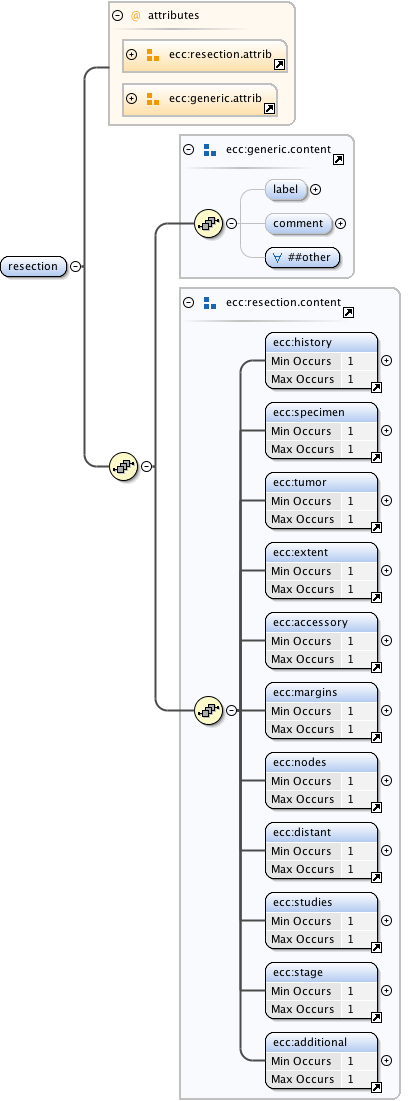 @ attributes
ecc:resection.attrib
ecc:generic.attrib
ecc:generic.content
label
comment
##other
resection
ecc:resection.content
ecc:history
Min Occurs 1
Max Occurs 1
ecc:specimen
Min Occurs 1
Max Occurs 1
ecc:tumor
Min Occurs 1
Max Occurs 1
ecc:extent
Min Occurs 1
Max Occurs 1
ecc:accessory
Min Occurs 1
Max Occurs 1
ecc:margins
Min Occurs 1
Max Occurs 1
ecc:nodes
Min Occurs 1
Max Occurs 1
ecc:distant
Min Occurs 1
Max Occurs 1
ecc:studies
Min Occurs 1
Max Occurs 1
ecc:stage
Min Occurs 1
Max Occurs 1
ecc:additional
Min Occurs 1
Max Occurs 1